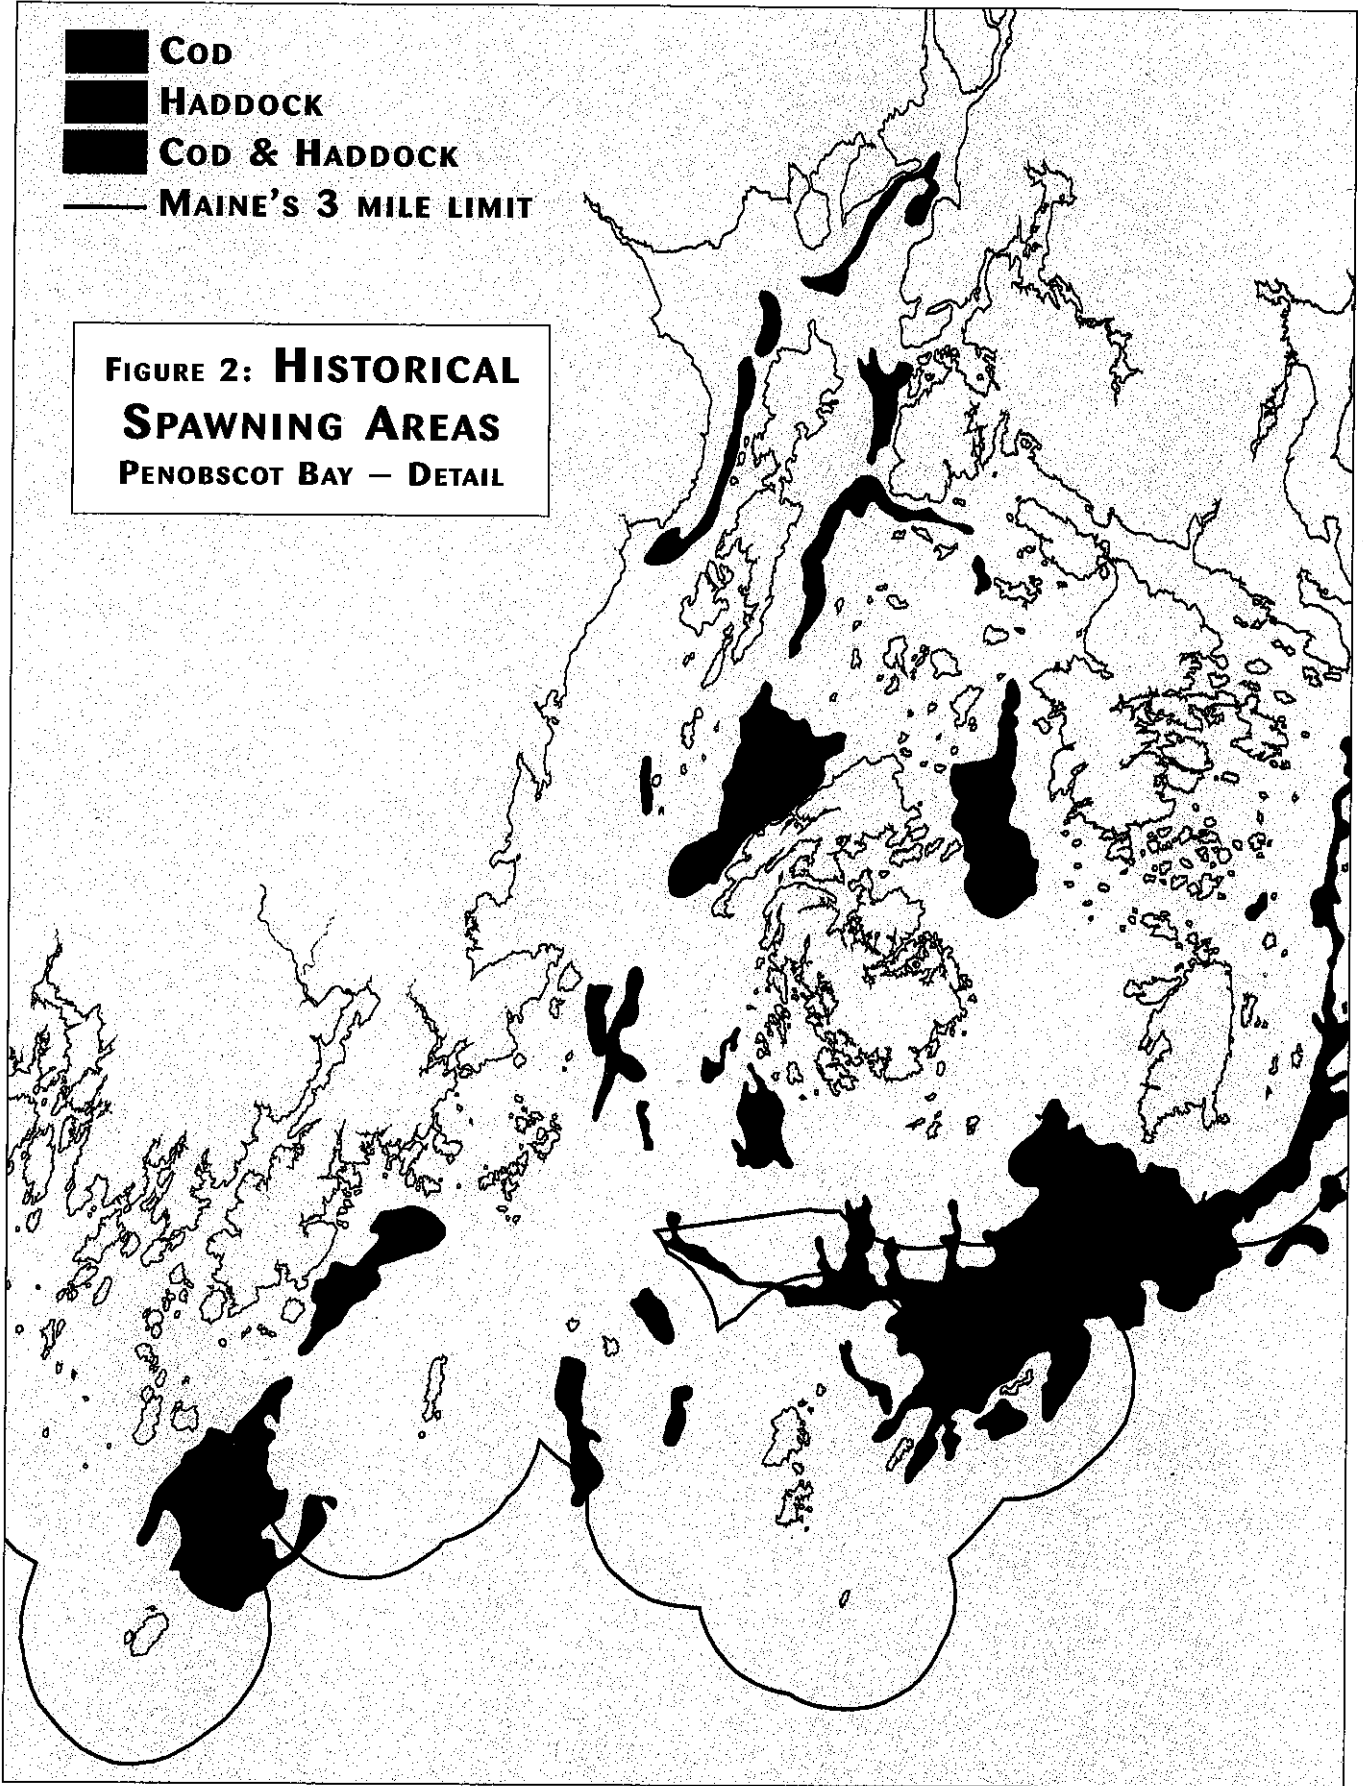 COD
HADDOCK
COD & HADDOCK
MAINE'S 3 MILE LIMIT
FIGURE 2: HISTORICAL
SPAWNING AREAS
PENOBSCOT BAY — DETAIL